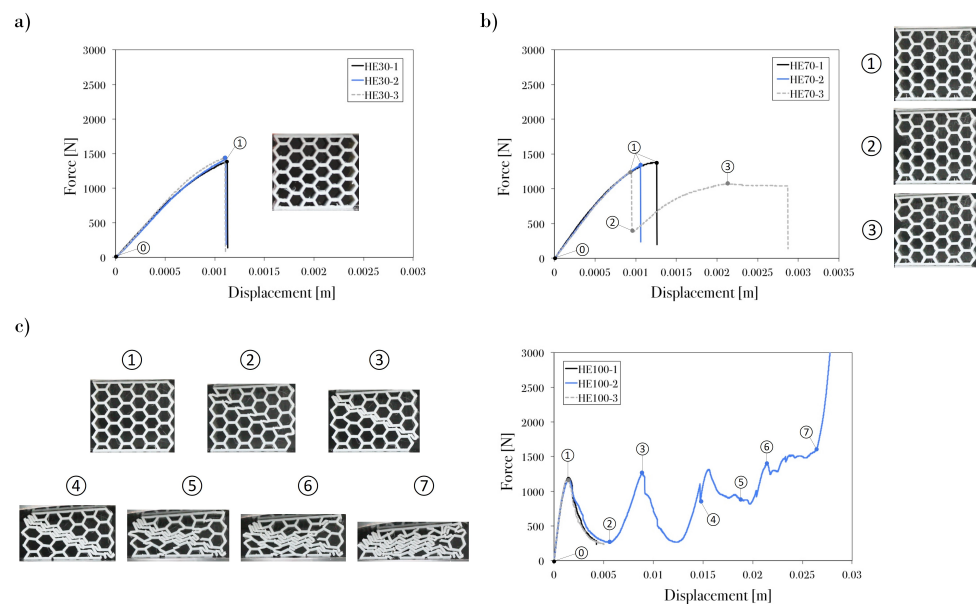 a)
3000
2500
2000
1500
1000
500
0
Force [N]
0 0.0005 0.001 0.0015 0.002 0.0025 0.003
Displacement [m]
HE30-1
HE30-2
HE30-3
①
⓪
b)
3000
2500
2000
1500
1000
500
0
Force [N]
0 0.0005 0.001 0.0015 0.002 0.0025 0.003 0.0035
Displacement [m]
HE70-1
HE70-2
HE70-3
①
③
②
⓪
①
②
③
c)
① ② ③
④ ⑤ ⑥ ⑦
3000
2500
2000
1500
1000
500
0
Force [N]
0 0.005 0.01 0.015 0.02 0.025 0.03
Displacement [m]
HE100-1
HE100-2
HE100-3
① ③ ⑥ ⑦
⑤
② ④
⓪